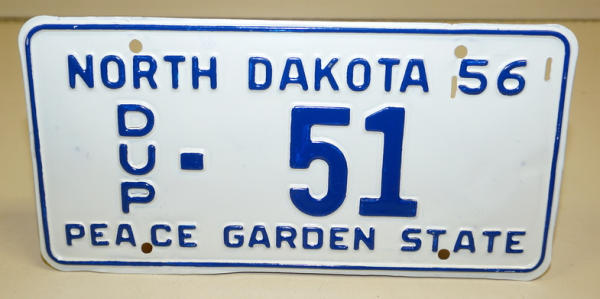 NORTH DAKOTA 56
DUP - 51
PEACE GARDEN STATE